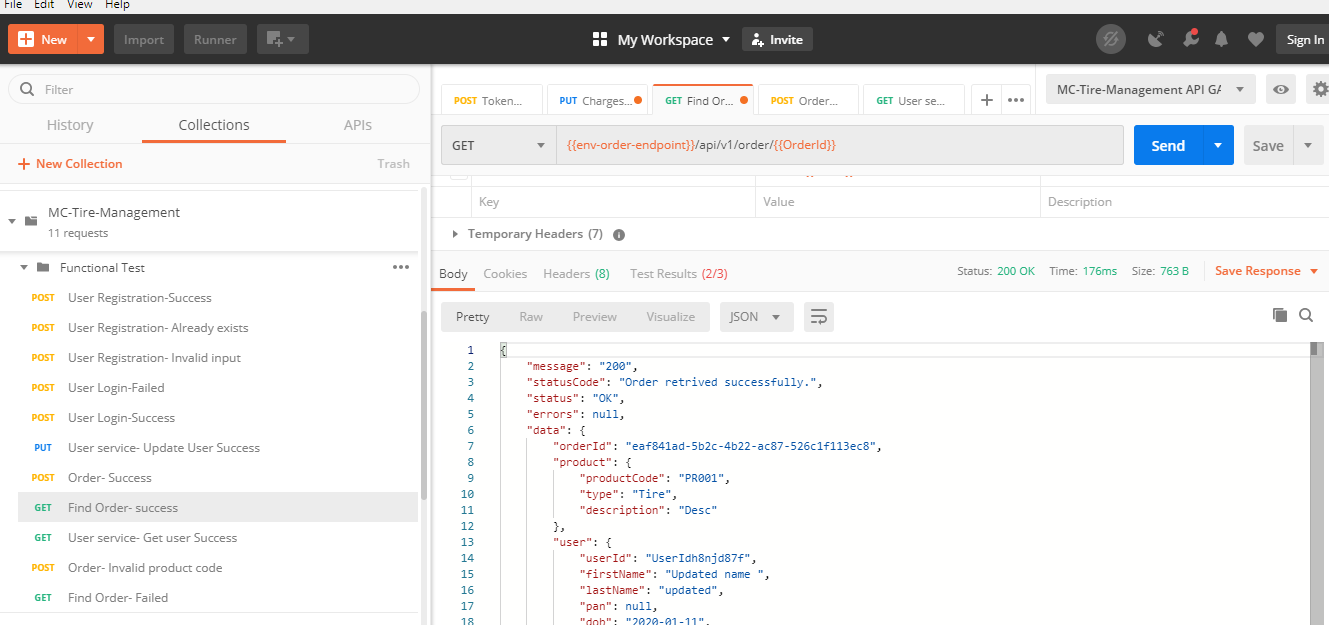 File Edit View Help
New Import Runner My Workspace Invite Sign In
Filter
History Collections APIs
New Collection Trash
MC-Tire-Management
11 requests
Functional Test
POST User Registration-Success
POST User Registration- Already exists
POST User Registration- Invalid input
POST User Login-Failed
POST User Login-Success
PUT User service- Update User Success
POST Order- Success
GET Find Order- success
GET User service- Get user Success
POST Order- Invalid product code
GET Find Order- Failed
POST Token... PUT Charges... GET Find Or... POST Order... GET User se... MC-Tire-Management API GA
GET {{env-order-endpoint}}/api/v1/order/{{OrderId}} Send Save
Key Value Description
Temporary Headers (7)
Body Cookies Headers (8) Test Results (2/3) Status: 200 OK Time: 176ms Size: 763 B Save Response
Pretty Raw Preview Visualize JSON
1 {
2 "message": "200",
3 "statusCode": "Order retrived successfully.",
4 "status": "OK",
5 "errors": null,
6 "data": {
7 "orderId": "eaf841ad-5b2c-4b22-ac87-526c1f113ec8",
8 "product": {
9 "productCode": "PR001",
10 "type": "Tire",
11 "description": "Desc"
12 },
13 "user": {
14 "userId": "UserIdh8njd87f",
15 "firstName": "Updated name ",
16 "lastName": "updated",
17 "pan": null,
18 "dob": "2020-01-11",